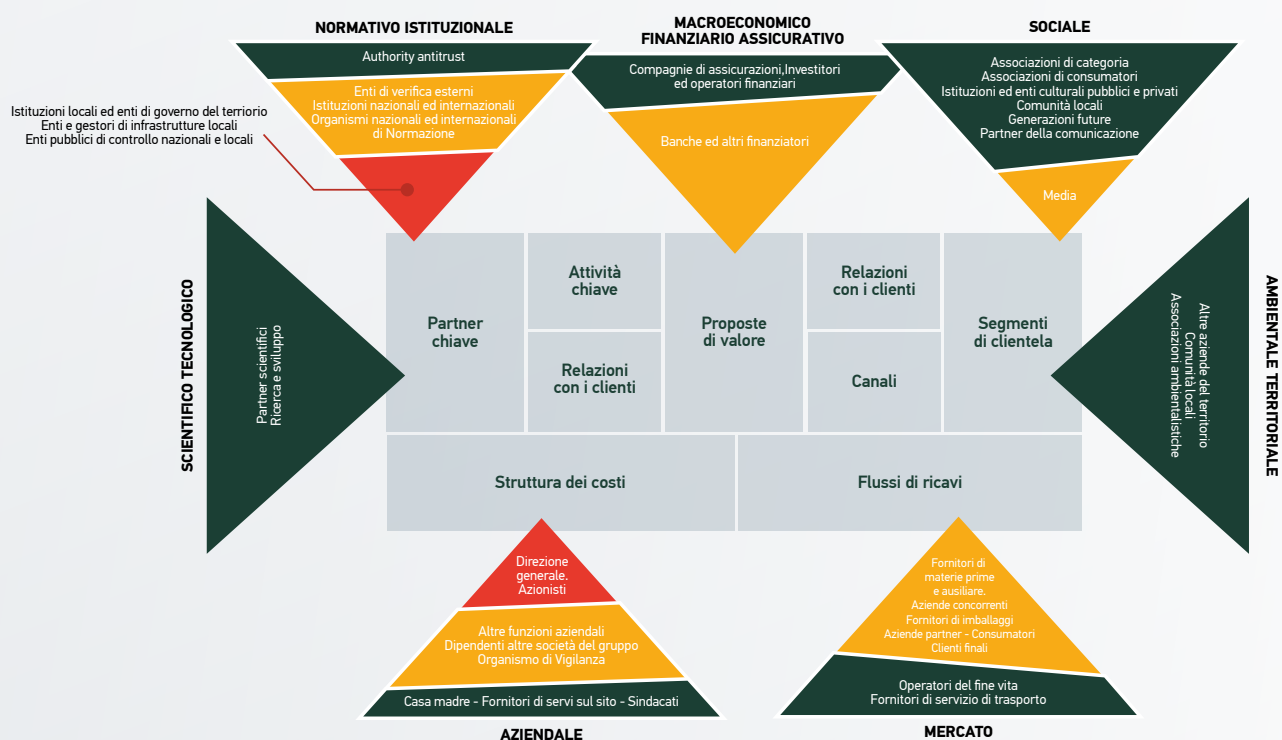 NORMATIVO ISTITUZIONALE
Authority antitrust
Enti di verifica esterni
Istituzioni nazionali ed internazionali
Organismi nazionali ed internazionali
di Normazione
Istituzioni locali ed enti di governo del terriorio
Enti e gestori di infrastrutture locali
Enti pubblici di controllo nazionali e locali
MACROECONOMICO
FINANZIARIO ASSICURATIVO
Compagnie di assicurazioni,Investitori
ed operatori finanziari
Banche ed altri finanziatori
SOCIALE
Associazioni di categoria
Associazioni di consumatori
Istituzioni ed enti culturali pubblici e privati
Comunità locali
Generazioni future
Partner della comunicazione
Media
SCIENTIFICO TECNOLOGICO
Partner scientifici
Ricerca e sviluppo
Partner
chiave
Attività
chiave
Relazioni
con i clienti
Proposte
di valore
Relazioni
con i clienti
Canali
Segmenti
di clientela
Struttura dei costi
Flussi di ricavi
AMBIENTALE TERRITORIALE
Altre aziende del territorio
Comunità locali
Associazioni ambientalistiche
Direzione
generale.
Azionisti
Altre funzioni aziendali
Dipendenti altre società del gruppo
Organismo di Vigilanza
Casa madre - Fornitori di servi sul sito - Sindacati
AZIENDALE
Fornitori di
materie prime
e ausiliare.
Aziende concorrenti
Fornitori di imballaggi
Aziende partner - Consumatori
Clienti finali
Operatori del fine vita
Fornitori di servizio di trasporto
MERCATO